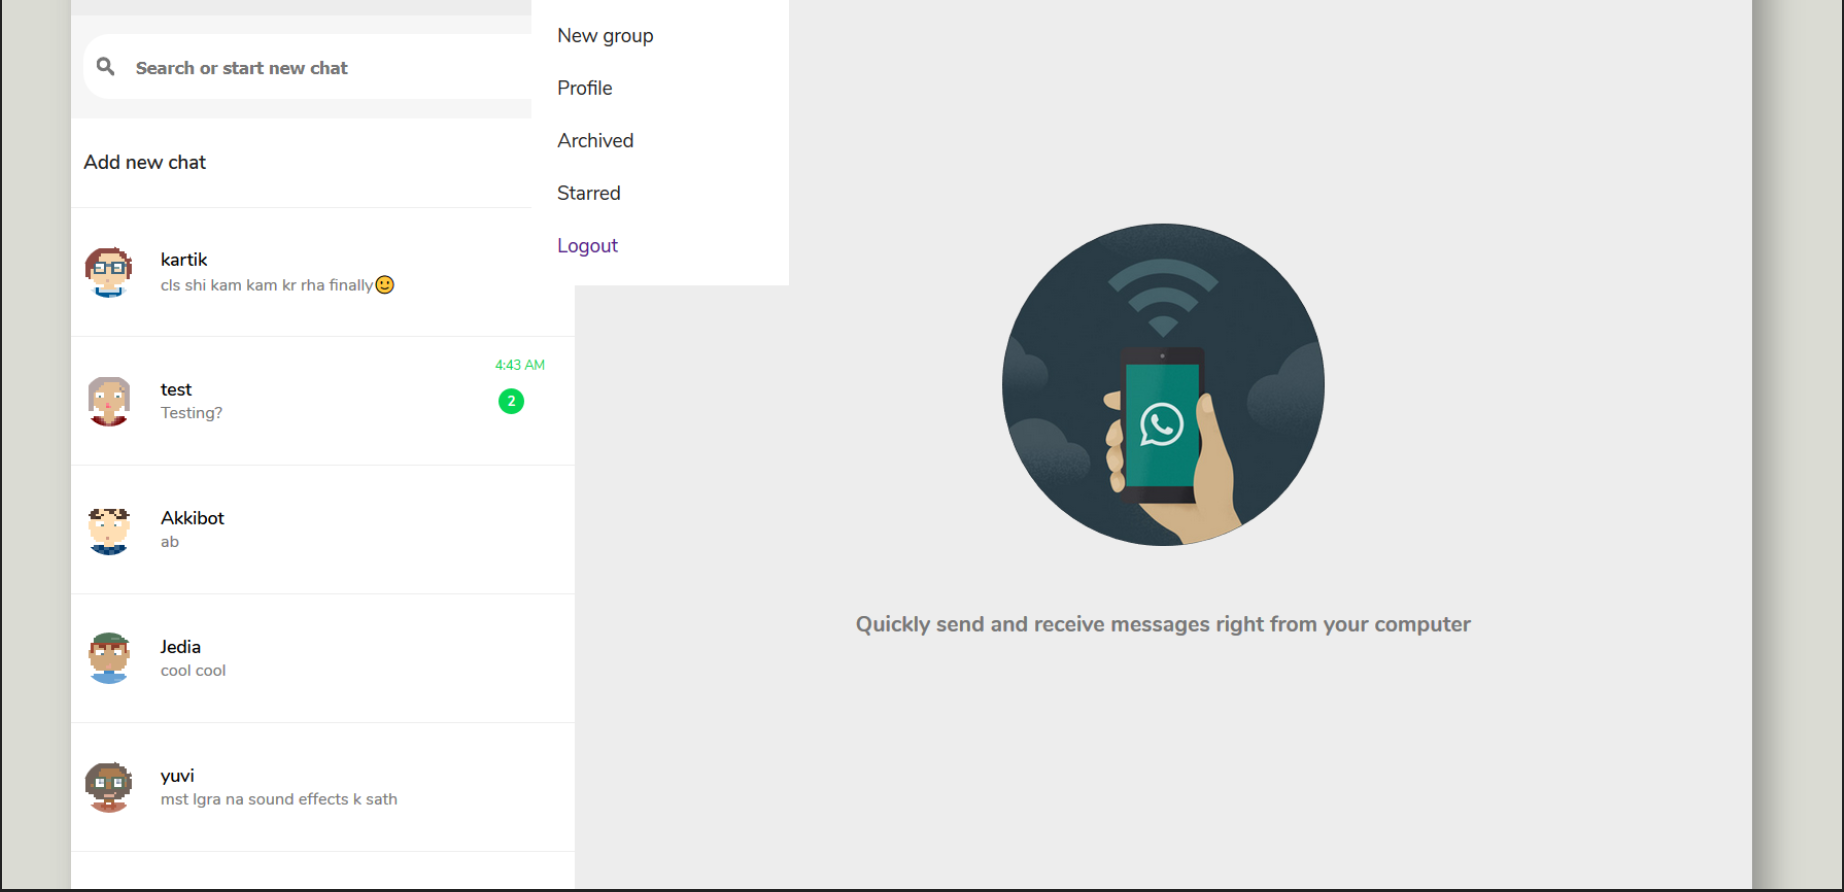 Search or start new chat
Add new chat
kartik
cls shi kam kam kr rha finally🙂
4:43 AM
test
Testing?
2
Akkibot
ab
Jedia
cool cool
yuvi
mst lgra na sound effects k sath
New group
Profile
Archived
Starred
Logout
Quickly send and receive messages right from your computer